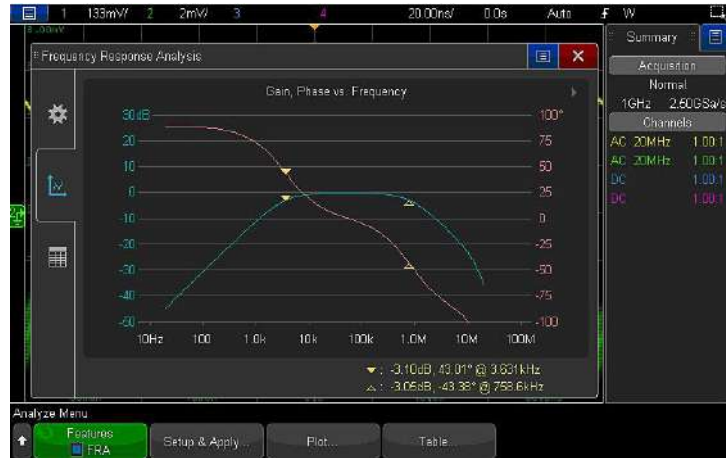 1 133mV/ 2 2mV/ 3 4 20.00ns/ 0.0s Auto W
Summary
Frequency Response Analysis
Acquisition
Normal
1GHz 2.50GSa/s
Channels
AC 20MHz 1.00:1
AC 20MHz 1.00:1
DC 1.00:1
DC 1.00:1
Gain, Phase vs. Frequency
30dB 100°
20 75
10 50
0 25
-10 0
-20 -25
-30 -50
-40 -75
-50 -100
10Hz 100 1.0k 10k 100k 1.0M 10M 100M
: -3.10dB, 43.01° @ 3.631kHz
: -3.05dB, -43.38° @ 758.6kHz
Analyze Menu
Features
FRA
Setup & Apply...
Plot...
Table...